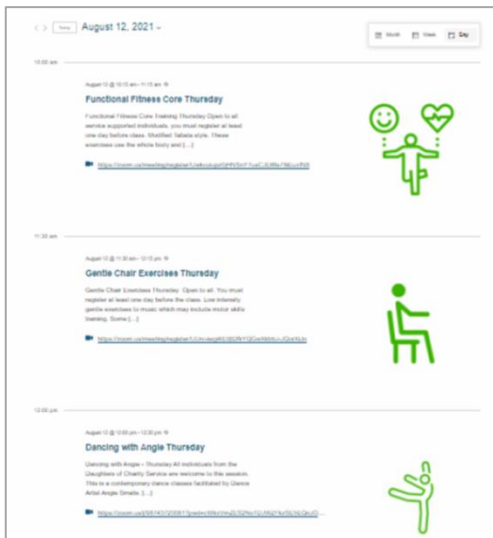 Today August 12, 2021
Month Week Day
10:00 am
August 12 @ 10:15 am - 11:15 am
Functional Fitness Core Thursday
Functional Fitness Core Training Thursday Open to all
service supported individuals, you must register at least
one day before class. Modified Tabata style. These
exercises use the whole body and [...]
11:00 am
August 12 @ 11:30 am - 12:15 pm
Gentle Chair Exercises Thursday
Gentle Chair Exercises Thursday Open to all. You must
register at least one day before the class. Low intensity
gentle exercises to music which may include motor skills
training. Some [...]
12:00 pm
August 12 @ 12:00 pm - 12:30 pm
Dancing with Angie Thursday
Dancing with Angie – Thursday All individuals from the
Daughters of Charity Service are welcome to this session.
This is a contemporary dance classes facilitated by Dance
Artist Angie Smalis. [...]